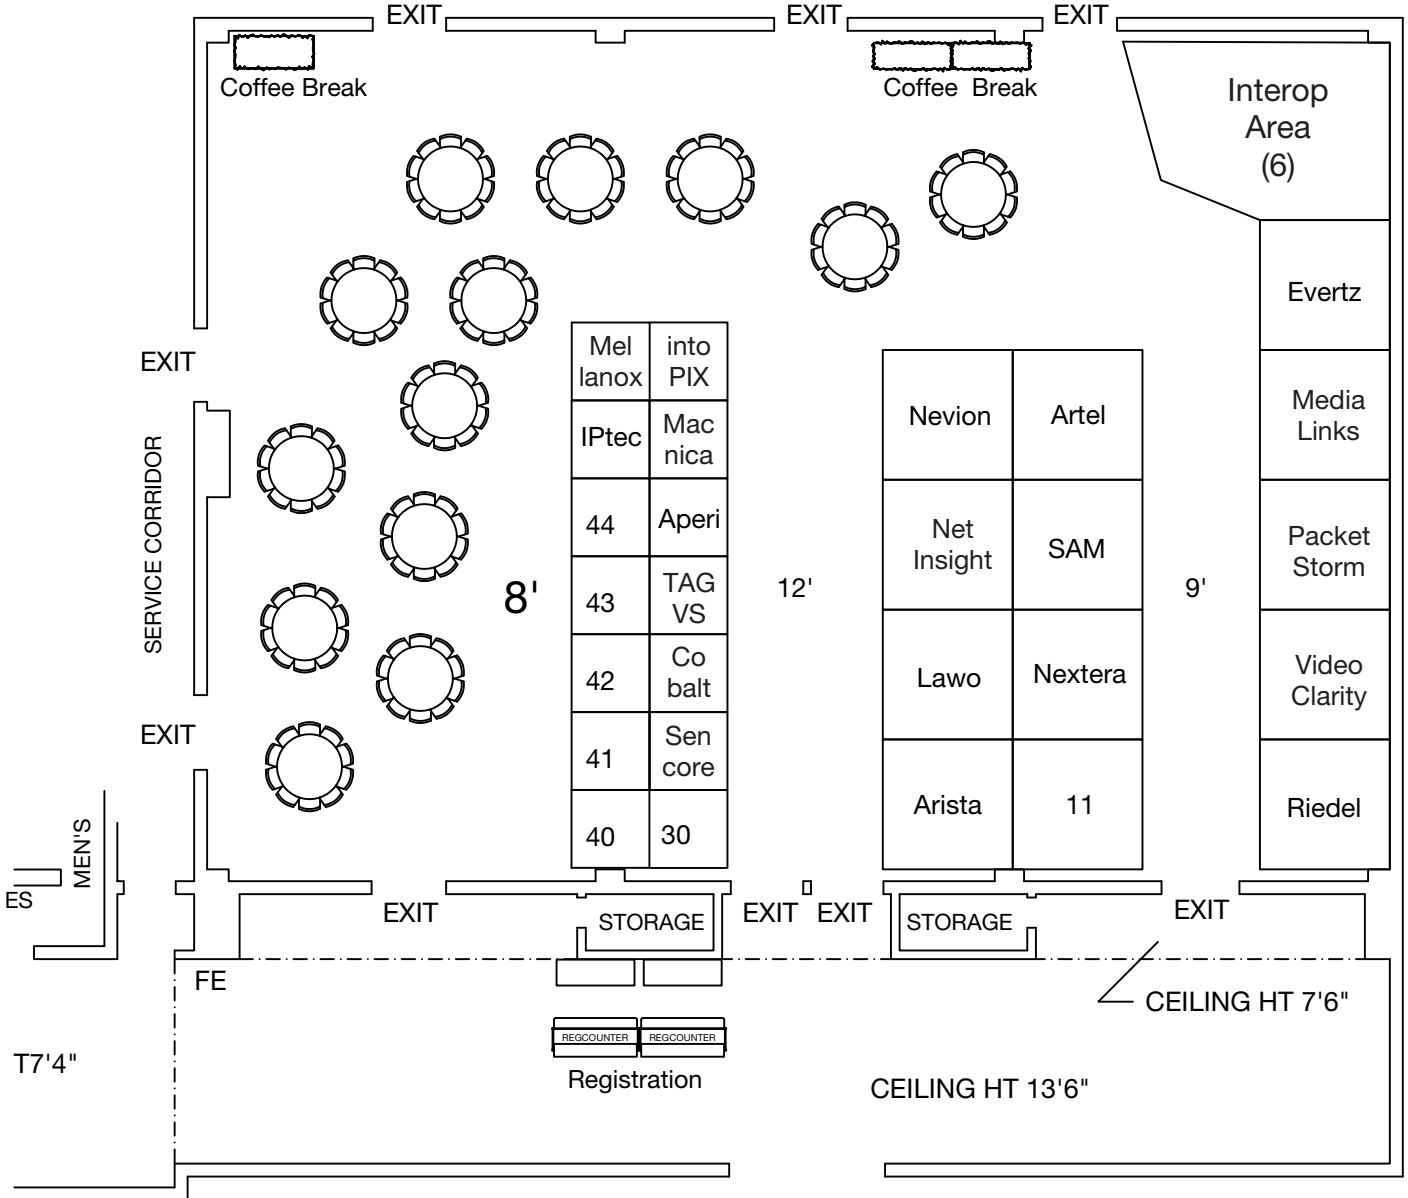 EXIT
EXIT
EXIT
Coffee Break
Coffee Break
Interop
Area
(6)
Evertz
EXIT
Mel
lanox
into
PIX
Nevion
Artel
Media
Links
IPtec
Mac
nica
SERVICE CORRIDOR
44
Aperi
Net
Insight
SAM
Packet
Storm
8'
43
TAG
VS
12'
9'
42
Co
balt
Lawo
Nextera
Video
Clarity
EXIT
41
Sen
core
40
30
Arista
11
Riedel
MEN'S
ES
EXIT
STORAGE
EXIT
EXIT
STORAGE
EXIT
FE
CEILING HT 7'6"
REGCOUNTER
REGCOUNTER
Registration
T7'4"
CEILING HT 13'6"